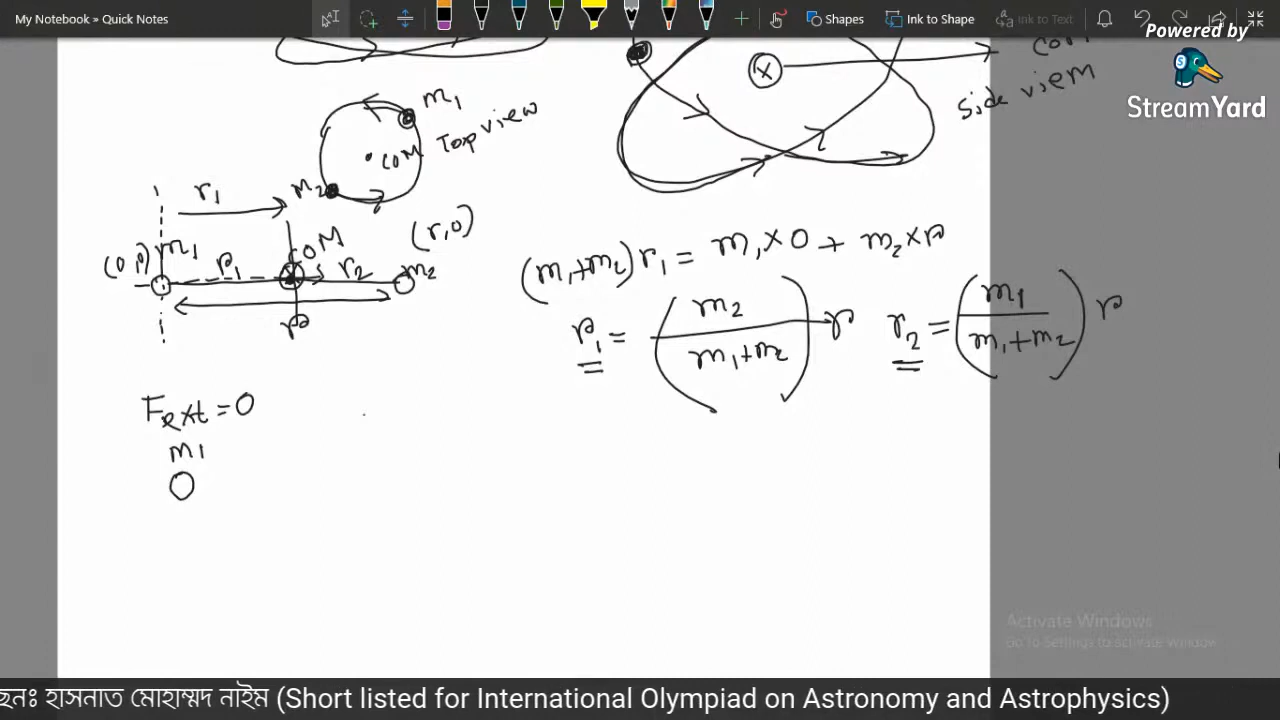 My Notebook » Quick Notes
Shapes
Ink to Shape
Ink to Text
Powered by
StreamYard
m1
Top view
COM
m2
side view
r1
(0,0) m1
COM
(r,0)
r1
r2
m2
r
(m1+m2)r1 = m1×0 + m2×r
r1 = (m2/(m1+m2)) r
r2 = (m1/(m1+m2)) r
Fext=0
m1
Activate Windows
Go to Settings to activate Windows.
ছনঃ হাসনাত মোহাম্মদ নাইম (Short listed for International Olympiad on Astronomy and Astrophysics)